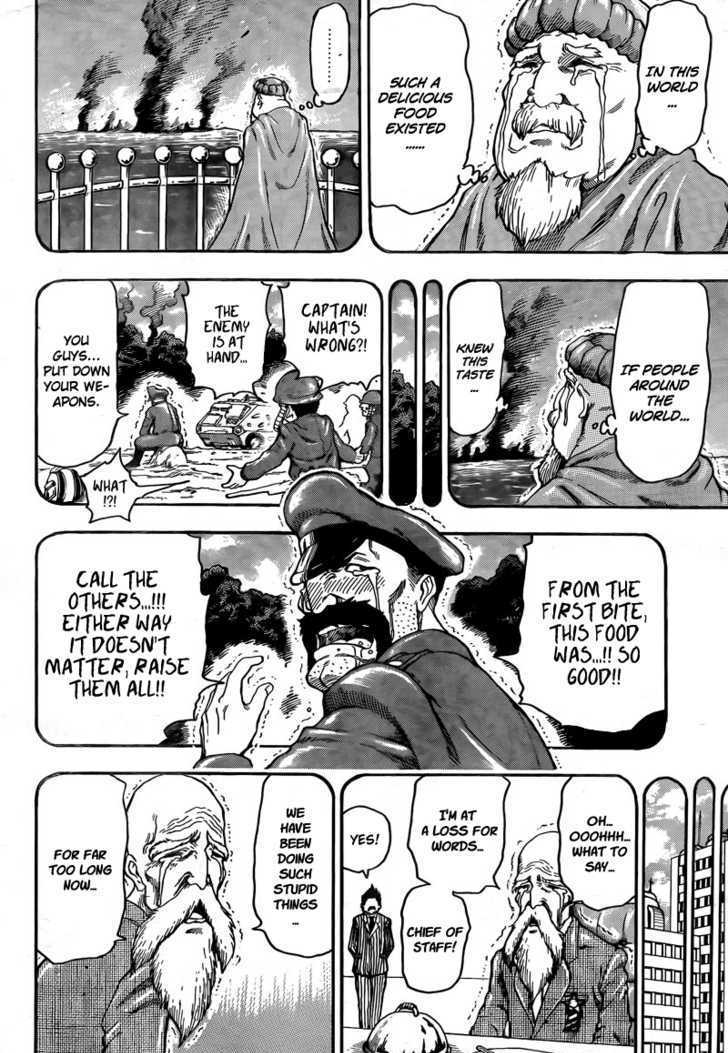 IN THIS
WORLD
...
SUCH A
DELICIOUS
FOOD
EXISTED
......
.........
IF PEOPLE
AROUND
THE
WORLD...
KNEW
THIS
TASTE
...
CAPTAIN!
WHAT'S
WRONG?!
THE
ENEMY
IS AT
HAND...
YOU
GUYS...
PUT DOWN
YOUR WE-
APONS.
WHAT
!?!
FROM THE
FIRST BITE,
THIS FOOD
WAS...!! SO
GOOD!!
CALL THE
OTHERS...!!!
EITHER WAY
IT DOESN'T
MATTER, RAISE
THEM ALL!!
OH...
OOOHHH...
WHAT TO
SAY...
I'M AT
A LOSS FOR
WORDS...
CHIEF OF
STAFF!
YES!
WE
HAVE
BEEN
DOING
SUCH
STUPID
THINGS
...
FOR FAR
TOO LONG
NOW...